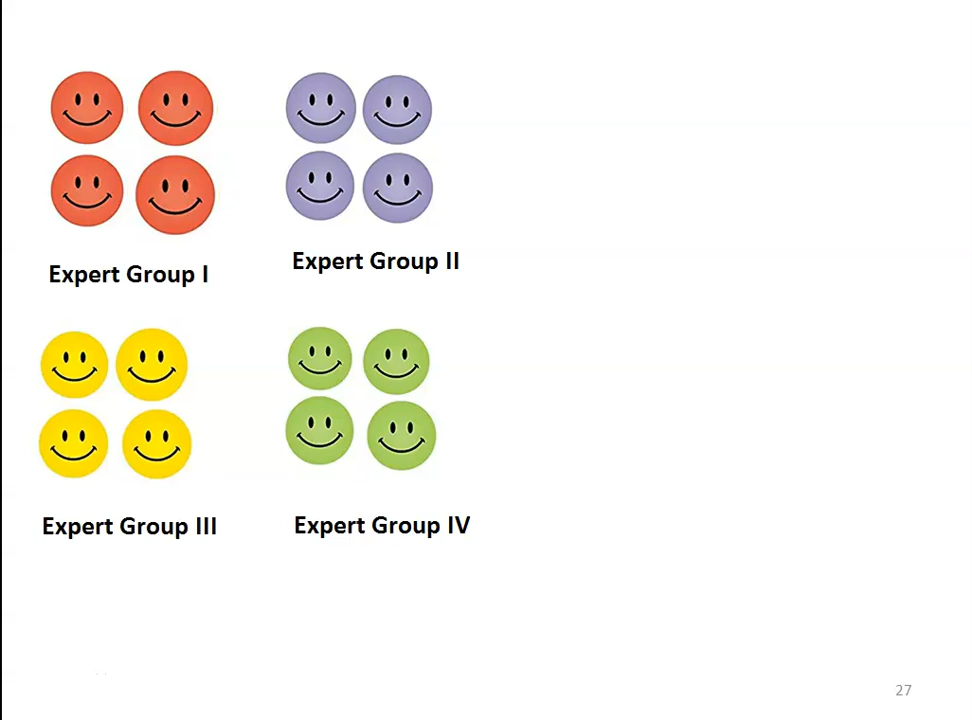 Expert Group I
Expert Group II
Expert Group III
Expert Group IV
27